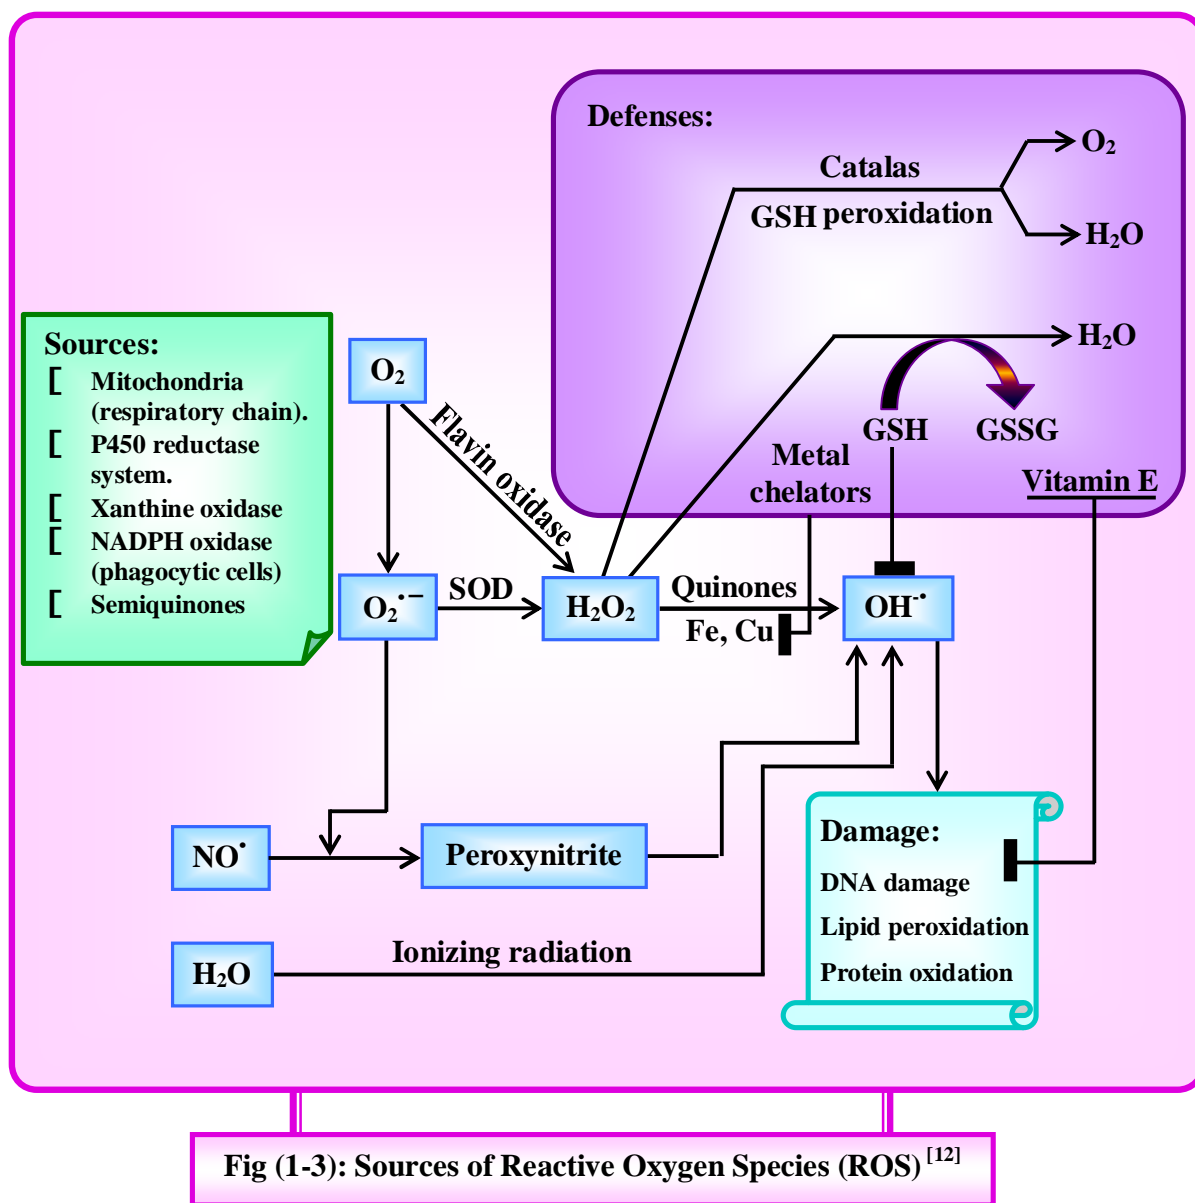 Defenses:
Catalas
GSH peroxidation
O₂
H₂O
H₂O
GSH
GSSG
Metal
chelators
Vitamin E
Sources:
[ Mitochondria
(respiratory chain).
[ P450 reductase
system.
[ Xanthine oxidase
[ NADPH oxidase
(phagocytic cells)
[ Semiquinones
O₂
Flavin oxidase
O₂•−
SOD
H₂O₂
Quinones
Fe, Cu
OH-•
NO•
Peroxynitrite
H₂O
Ionizing radiation
Damage:
DNA damage
Lipid peroxidation
Protein oxidation
Fig (1-3): Sources of Reactive Oxygen Species (ROS) [12]